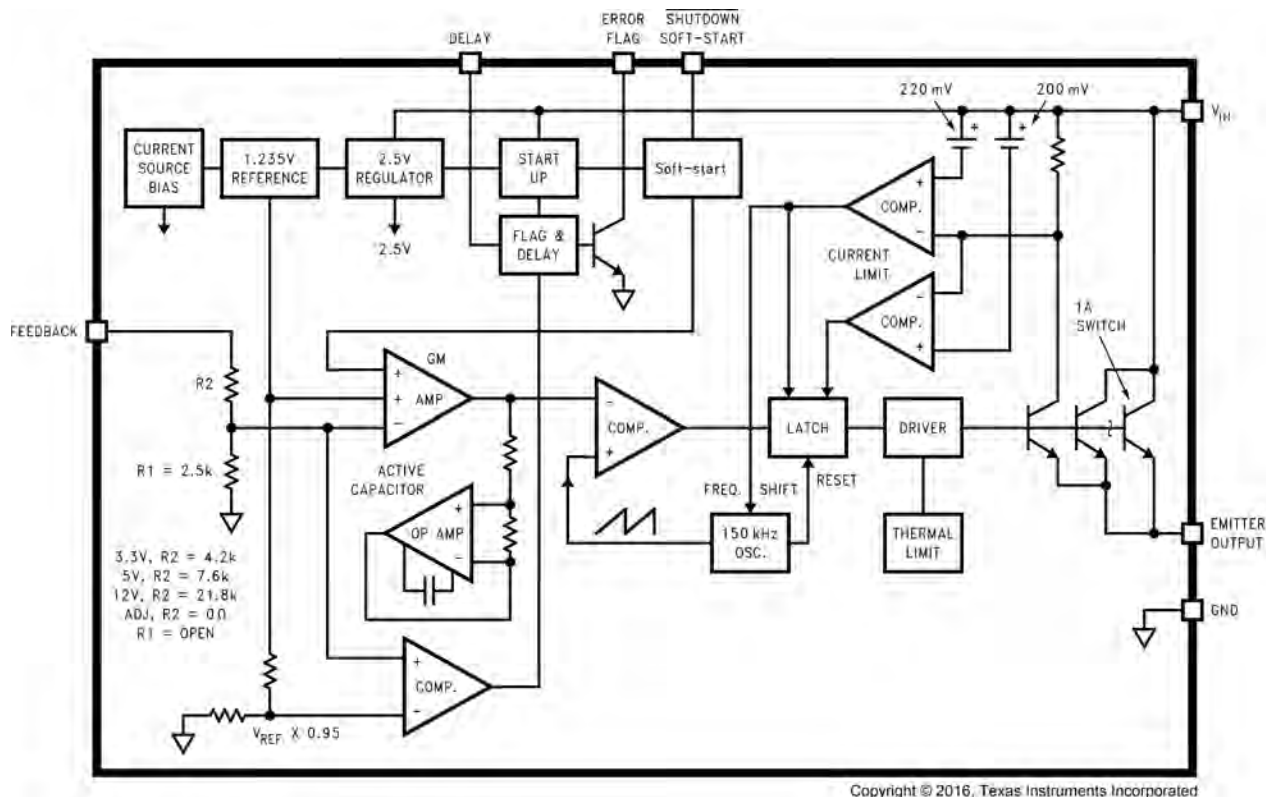 DELAY
ERROR
FLAG
SHUTDOWN
SOFT-START
220 mV
200 mV
VIN
CURRENT
SOURCE
BIAS
1.235V
REFERENCE
2.5V
REGULATOR
START
UP
Soft-start
2.5V
FLAG &
DELAY
+
COMP.
-
CURRENT
LIMIT
-
COMP.
+
1A
SWITCH
FEEDBACK
R2
R1 = 2.5k
3.3V, R2 = 4.2k
5V, R2 = 7.6k
12V, R2 = 21.8k
ADJ, R2 = 0Ω
R1 = OPEN
GM
+
+ AMP
-
ACTIVE
CAPACITOR
+
OP AMP
-
-
COMP.
+
LATCH
DRIVER
FREQ. SHIFT
RESET
150 kHz
OSC.
THERMAL
LIMIT
EMITTER
OUTPUT
GND
+
COMP.
-
VREF X 0.95
Copyright © 2016, Texas Instruments Incorporated